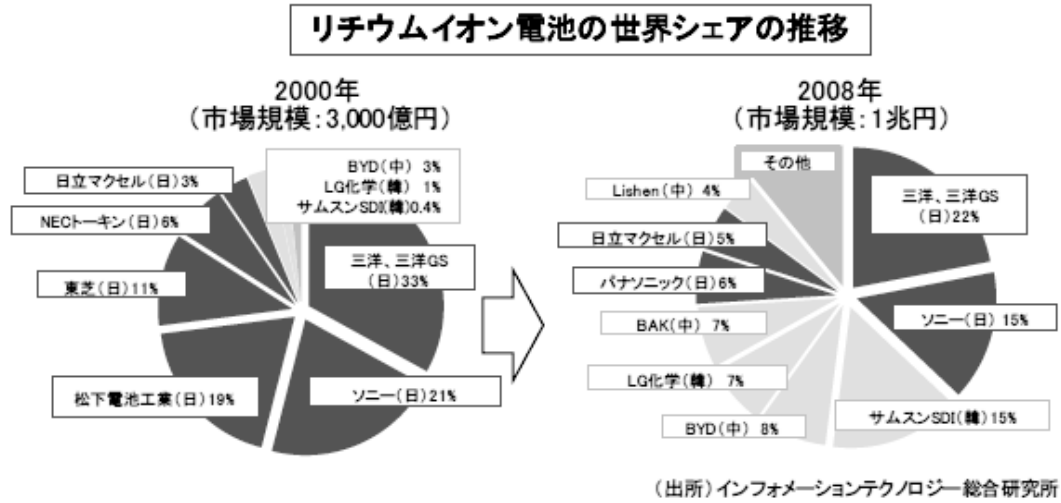 リチウムイオン電池の世界シェアの推移
2000年
（市場規模：3,000億円）
BYD（中） 3%
LG化学（韓） 1%
サムスンSDI（韓）0.4%
日立マクセル（日）3%
NECトーキン（日）6%
三洋、三洋GS
（日）33%
東芝（日）11%
松下電池工業（日）19%
ソニー（日）21%
2008年
（市場規模：1兆円）
その他
Lishen（中） 4%
三洋、三洋GS
（日）22%
日立マクセル（日）5%
パナソニック（日）6%
ソニー（日） 15%
BAK（中） 7%
LG化学（韓） 7%
サムスンSDI（韓）15%
BYD（中） 8%
（出所）インフォメーションテクノロジー総合研究所